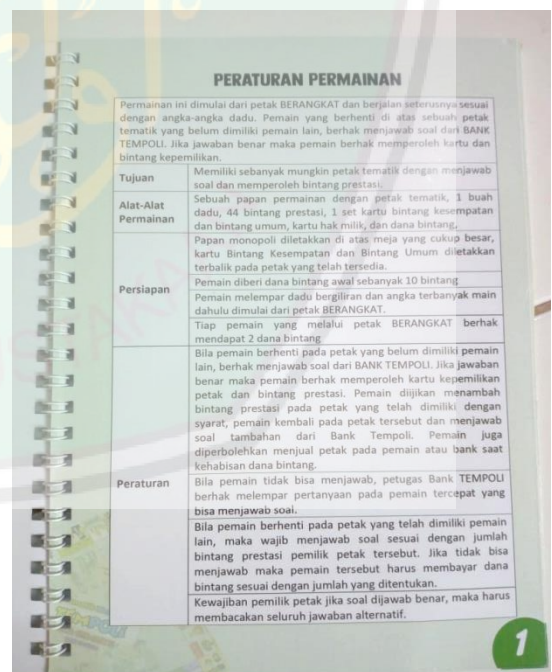 PERATURAN PERMAINAN
Permainan ini dimulai dari petak BERANGKAT dan berjalan seterusnya sesuai
dengan angka-angka dadu. Pemain yang berhenti di atas sebuah petak
tematik yang belum dimiliki pemain lain, berhak menjawab soal dari BANK
TEMPOLI. Jika jawaban benar maka pemain berhak memperoleh kartu dan
bintang kepemilikan.
Tujuan
Memiliki sebanyak mungkin petak tematik dengan menjawab
soal dan memperoleh bintang prestasi.
Alat-Alat
Permainan
Sebuah papan permainan dengan petak tematik, 1 buah
dadu, 44 bintang prestasi, 1 set kartu bintang kesempatan
dan bintang umum, kartu hak milik, dan dana bintang,
Persiapan
Papan monopoli diletakkan di atas meja yang cukup besar,
kartu Bintang Kesempatan dan Bintang Umum diletakkan
terbalik pada petak yang telah tersedia.
Pemain diberi dana bintang awal sebanyak 10 bintang
Pemain melempar dadu bergiliran dan angka terbanyak main
dahulu dimulai dari petak BERANGKAT.
Tiap pemain yang melalui petak BERANGKAT berhak
mendapat 2 dana bintang
Peraturan
Bila pemain berhenti pada petak yang belum dimiliki pemain
lain, berhak menjawab soal dari BANK TEMPOLI. Jika jawaban
benar maka pemain berhak memperoleh kartu kepemilikan
petak dan bintang prestasi. Pemain diijikan menambah
bintang prestasi pada petak yang telah dimiliki dengan
syarat, pemain kembali pada petak tersebut dan menjawab
soal tambahan dari Bank Tempoli. Pemain juga
diperbolehkan menjual petak pada pemain atau bank saat
kehabisan dana bintang.
Bila pemain tidak bisa menjawab, petugas Bank TEMPOLI
berhak melempar pertanyaan pada pemain tercepat yang
bisa menjawab soal.
Bila pemain berhenti pada petak yang telah dimiliki pemain
lain, maka wajib menjawab soal sesuai dengan jumlah
bintang prestasi pemilik petak tersebut. Jika tidak bisa
menjawab maka pemain tersebut harus membayar dana
bintang sesuai dengan jumlah yang ditentukan.
Kewajiban pemilik petak jika soal dijawab benar, maka harus
membacakan seluruh jawaban alternatif.
1